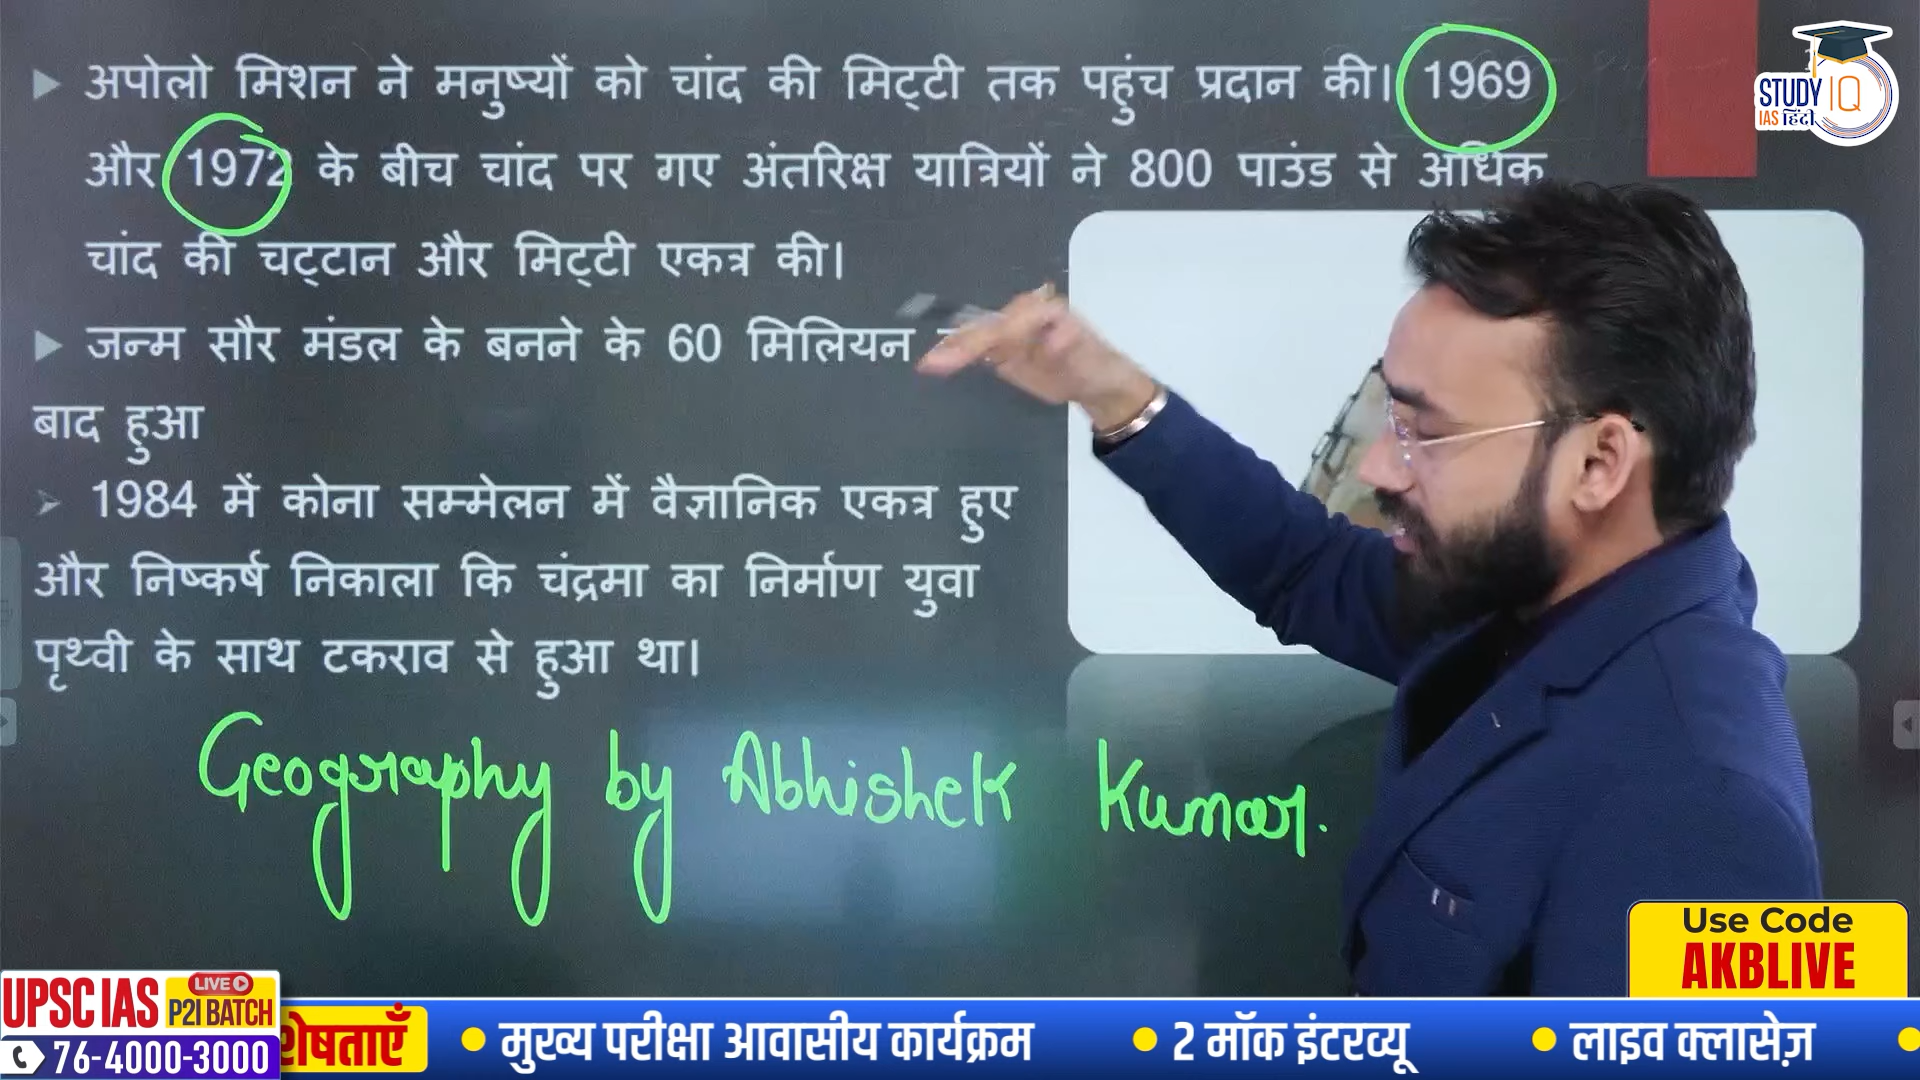 अपोलो मिशन ने मनुष्यों को चांद की मिट्टी तक पहुंच प्रदान की। 1969
और 1972 के बीच चांद पर गए अंतरिक्ष यात्रियों ने 800 पाउंड से अधिक
चांद की चट्टान और मिट्टी एकत्र की।
जन्म सौर मंडल के बनने के 60 मिलियन
बाद हुआ
1984 में कोना सम्मेलन में वैज्ञानिक एकत्र हुए
और निष्कर्ष निकाला कि चंद्रमा का निर्माण युवा
पृथ्वी के साथ टकराव से हुआ था।
Geography by Abhishek Kumar.
STUDY IQ
IAS हिंदी
Use Code
AKBLIVE
UPSC IAS LIVE P2I BATCH
76-4000-3000
शेषताएँ • मुख्य परीक्षा आवासीय कार्यक्रम • 2 मॉक इंटरव्यू • लाइव क्लासेज़